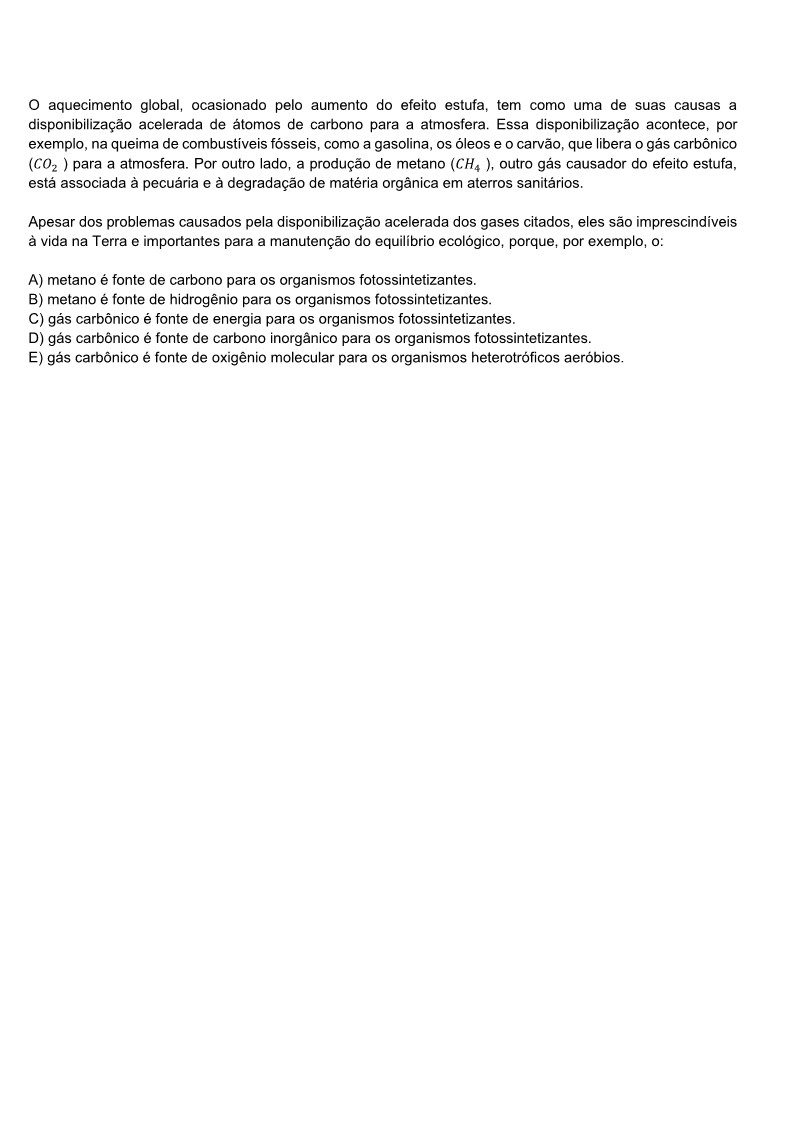 O aquecimento global, ocasionado pelo aumento do efeito estufa, tem como uma de suas causas a
disponibilização acelerada de átomos de carbono para a atmosfera. Essa disponibilização acontece, por
exemplo, na queima de combustíveis fósseis, como a gasolina, os óleos e o carvão, que libera o gás carbônico
(CO₂ ) para a atmosfera. Por outro lado, a produção de metano (CH₄ ), outro gás causador do efeito estufa,
está associada à pecuária e à degradação de matéria orgânica em aterros sanitários.
Apesar dos problemas causados pela disponibilização acelerada dos gases citados, eles são imprescindíveis
à vida na Terra e importantes para a manutenção do equilíbrio ecológico, porque, por exemplo, o:
A) metano é fonte de carbono para os organismos fotossintetizantes.
B) metano é fonte de hidrogênio para os organismos fotossintetizantes.
C) gás carbônico é fonte de energia para os organismos fotossintetizantes.
D) gás carbônico é fonte de carbono inorgânico para os organismos fotossintetizantes.
E) gás carbônico é fonte de oxigênio molecular para os organismos heterotróficos aeróbios.